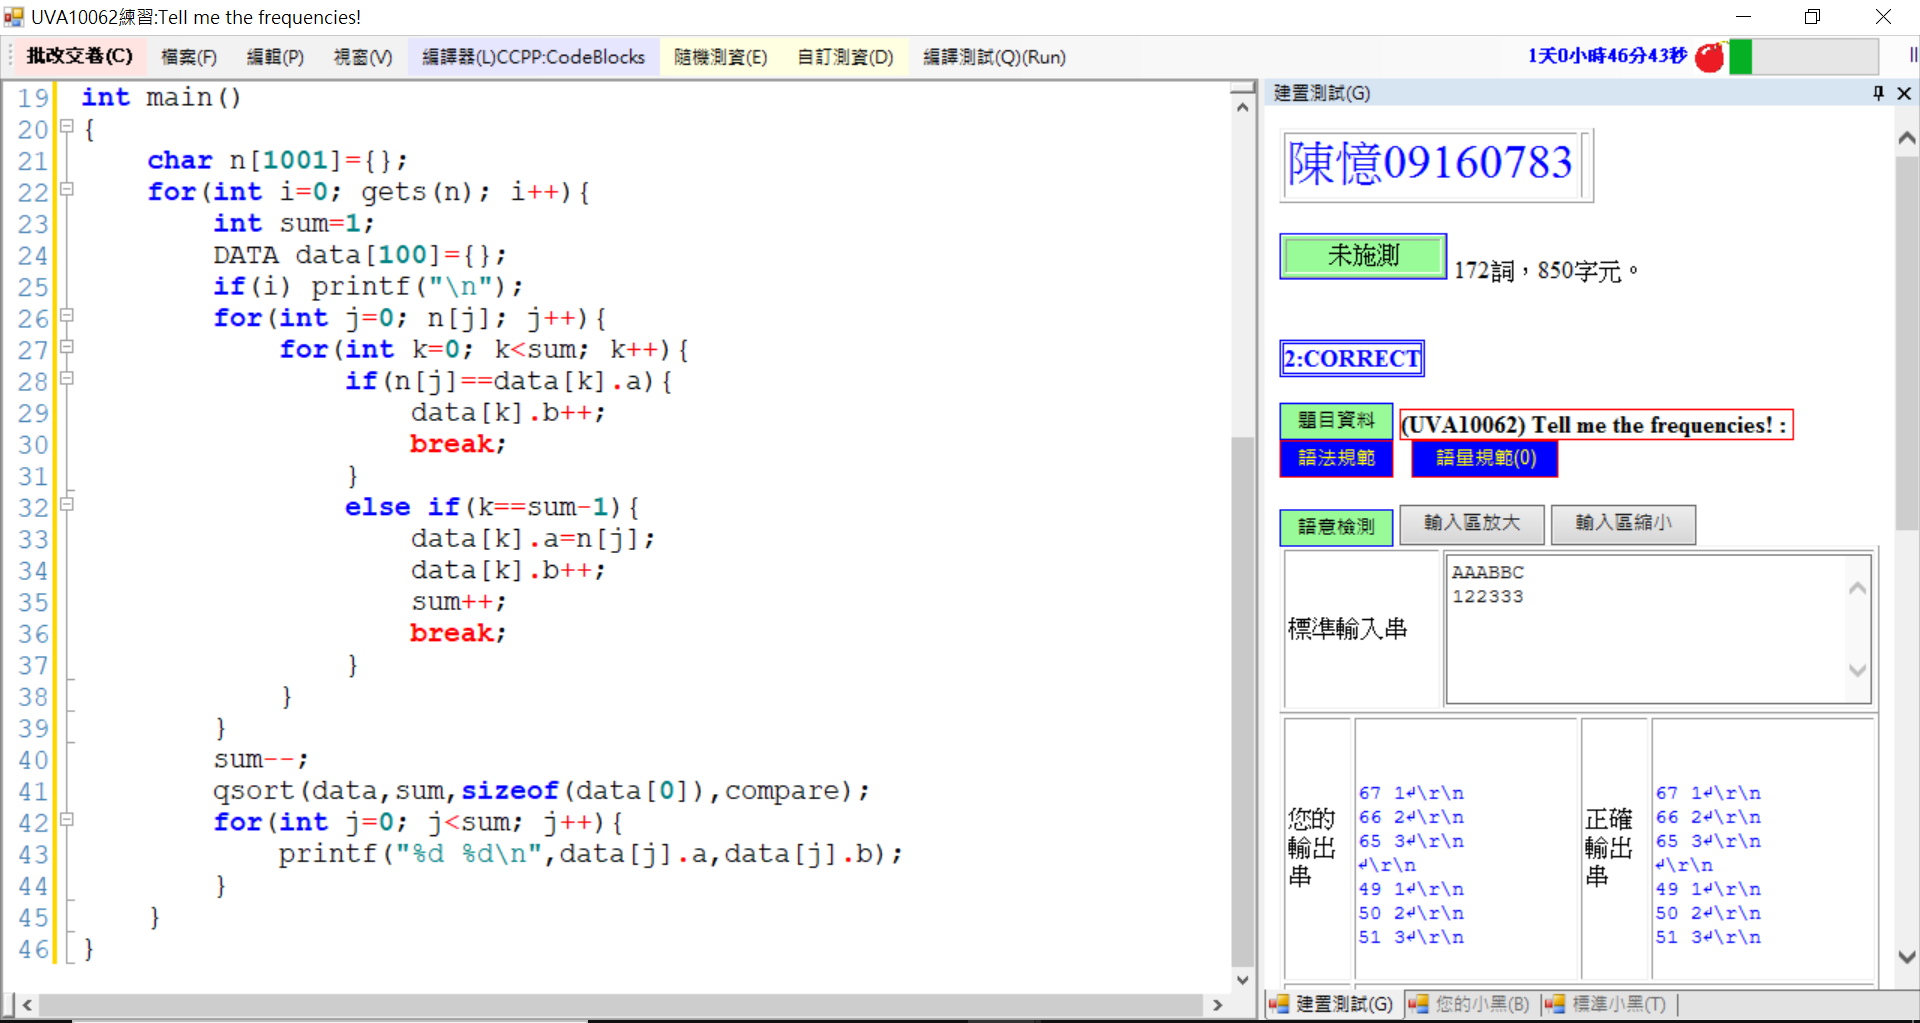 UVA10062練習:Tell me the frequencies!
批改交卷(C) 檔案(F) 編輯(P) 視窗(V) 編譯器(L)CCPP:CodeBlocks 隨機測資(E) 自訂測資(D) 編譯測試(Q)(Run) 1天0小時46分43秒
19 int main()
20 {
21 char n[1001]={};
22 for(int i=0; gets(n); i++){
23 int sum=1;
24 DATA data[100]={};
25 if(i) printf("\n");
26 for(int j=0; n[j]; j++){
27 for(int k=0; k<sum; k++){
28 if(n[j]==data[k].a){
29 data[k].b++;
30 break;
31 }
32 else if(k==sum-1){
33 data[k].a=n[j];
34 data[k].b++;
35 sum++;
36 break;
37 }
38 }
39 }
40 sum--;
41 qsort(data,sum,sizeof(data[0]),compare);
42 for(int j=0; j<sum; j++){
43 printf("%d %d\n",data[j].a,data[j].b);
44 }
45 }
46 }
建置測試(G)
陳憶09160783
未施測 172詞，850字元。
2:CORRECT
題目資料 (UVA10062) Tell me the frequencies! :
語法規範 語量規範(0)
語意檢測 輸入區放大 輸入區縮小
標準輸入串
AAABBC
122333
您的輸出串
67 1↲\r\n
66 2↲\r\n
65 3↲\r\n
↲\r\n
49 1↲\r\n
50 2↲\r\n
51 3↲\r\n
正確輸出串
67 1↲\r\n
66 2↲\r\n
65 3↲\r\n
↲\r\n
49 1↲\r\n
50 2↲\r\n
51 3↲\r\n
建置測試(G) 您的小黑(B) 標準小黑(T)